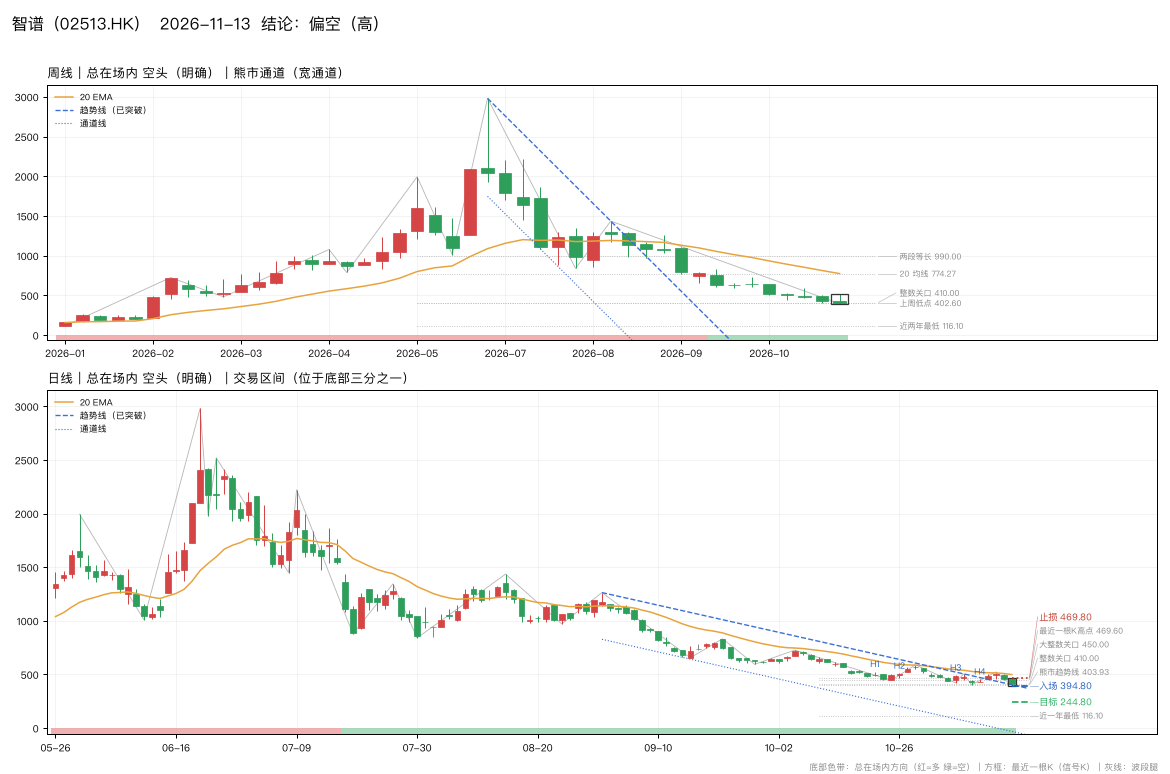 智谱（02513.HK） 2026-11-13 结论：偏空（高）
周线 | 总在场内 空头（明确） | 熊市通道（宽通道）
20 EMA
趋势线（已突破）
通道线
3000
2500
2000
1500
1000
500
0
两段等长 990.00
20 均线 774.27
整数关口 410.00
上周低点 402.60
近两年最低 116.10
2026-01 2026-02 2026-03 2026-04 2026-05 2026-07 2026-08 2026-09 2026-10
日线 | 总在场内 空头（明确） | 交易区间（位于底部三分之一）
20 EMA
趋势线（已突破）
通道线
3000
2500
2000
1500
1000
500
0
H1 H2 H3 H4
止损 469.80
最近一根K高点 469.60
大整数关口 450.00
整数关口 410.00
熊市趋势线 403.93
入场 394.80
目标 244.80
近一年最低 116.10
05-26 06-16 07-09 07-30 08-20 09-10 10-02 10-26
底部色带：总在场内方向（红=多 绿=空） | 方框：最近一根K（信号K） | 灰线：波段腿